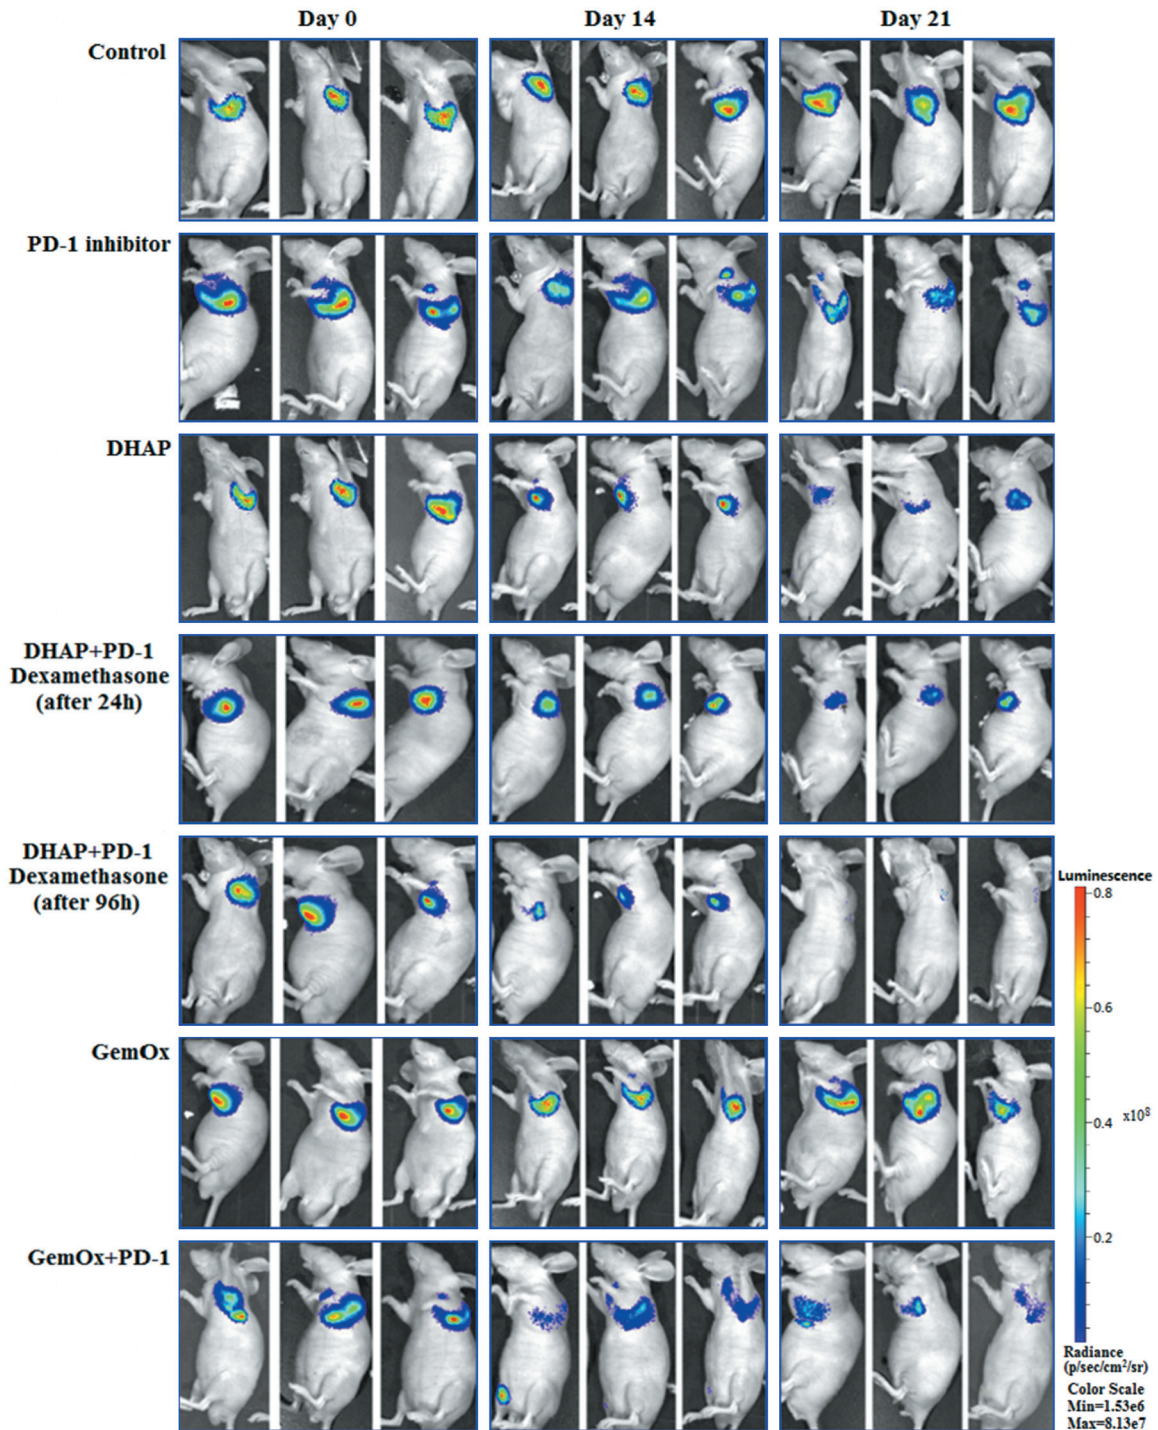 Day 0 Day 14 Day 21
Control
PD-1 inhibitor
DHAP
DHAP+PD-1
Dexamethasone
(after 24h)
DHAP+PD-1
Dexamethasone
(after 96h)
GemOx
GemOx+PD-1
Luminescence
0.8
0.6
0.4
x10⁸
0.2
Radiance
(p/sec/cm²/sr)
Color Scale
Min=1.53e6
Max=8.13e7